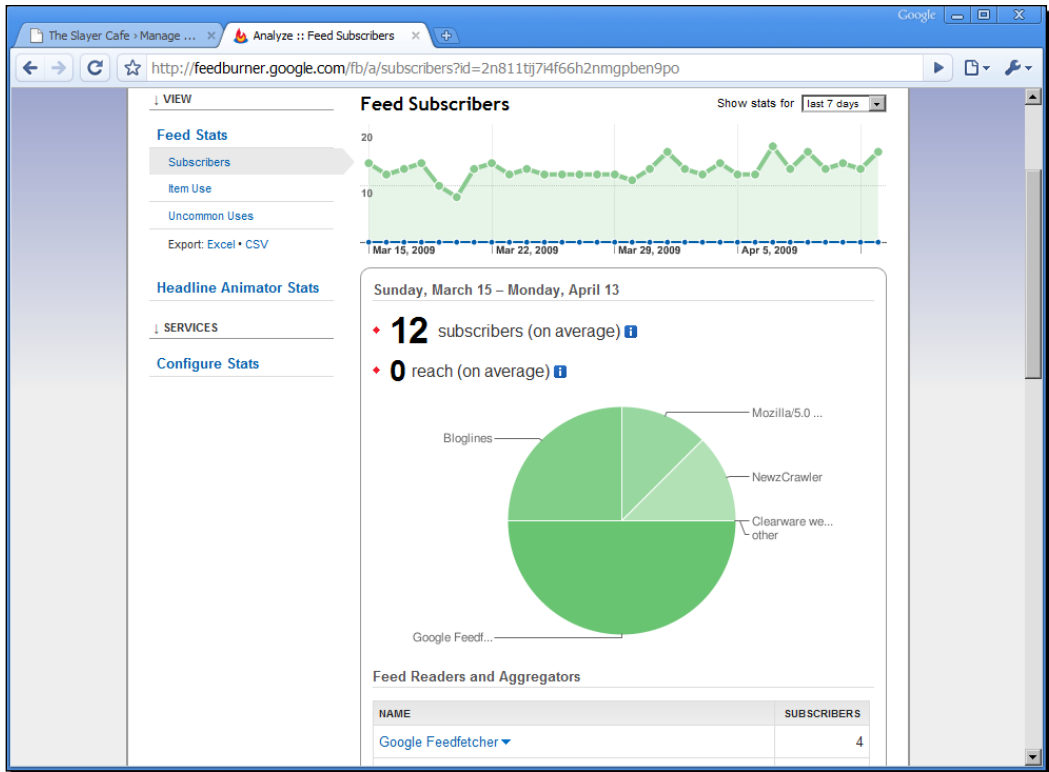 Google
The Slayer Cafe › Manage ...
Analyze :: Feed Subscribers
http://feedburner.google.com/fb/a/subscribers?id=2n811tij7i4f66h2nmgpben9po
↓ VIEW
Feed Stats
Subscribers
Item Use
Uncommon Uses
Export: Excel • CSV
Headline Animator Stats
↓ SERVICES
Configure Stats
Feed Subscribers
Show stats for last 7 days
20
10
Mar 15, 2009 Mar 22, 2009 Mar 29, 2009 Apr 5, 2009
Sunday, March 15 – Monday, April 13
12 subscribers (on average) i
0 reach (on average) i
Mozilla/5.0 ...
Bloglines
NewzCrawler
Clearware we...
other
Google Feedf...
Feed Readers and Aggregators
NAME SUBSCRIBERS
Google Feedfetcher 4